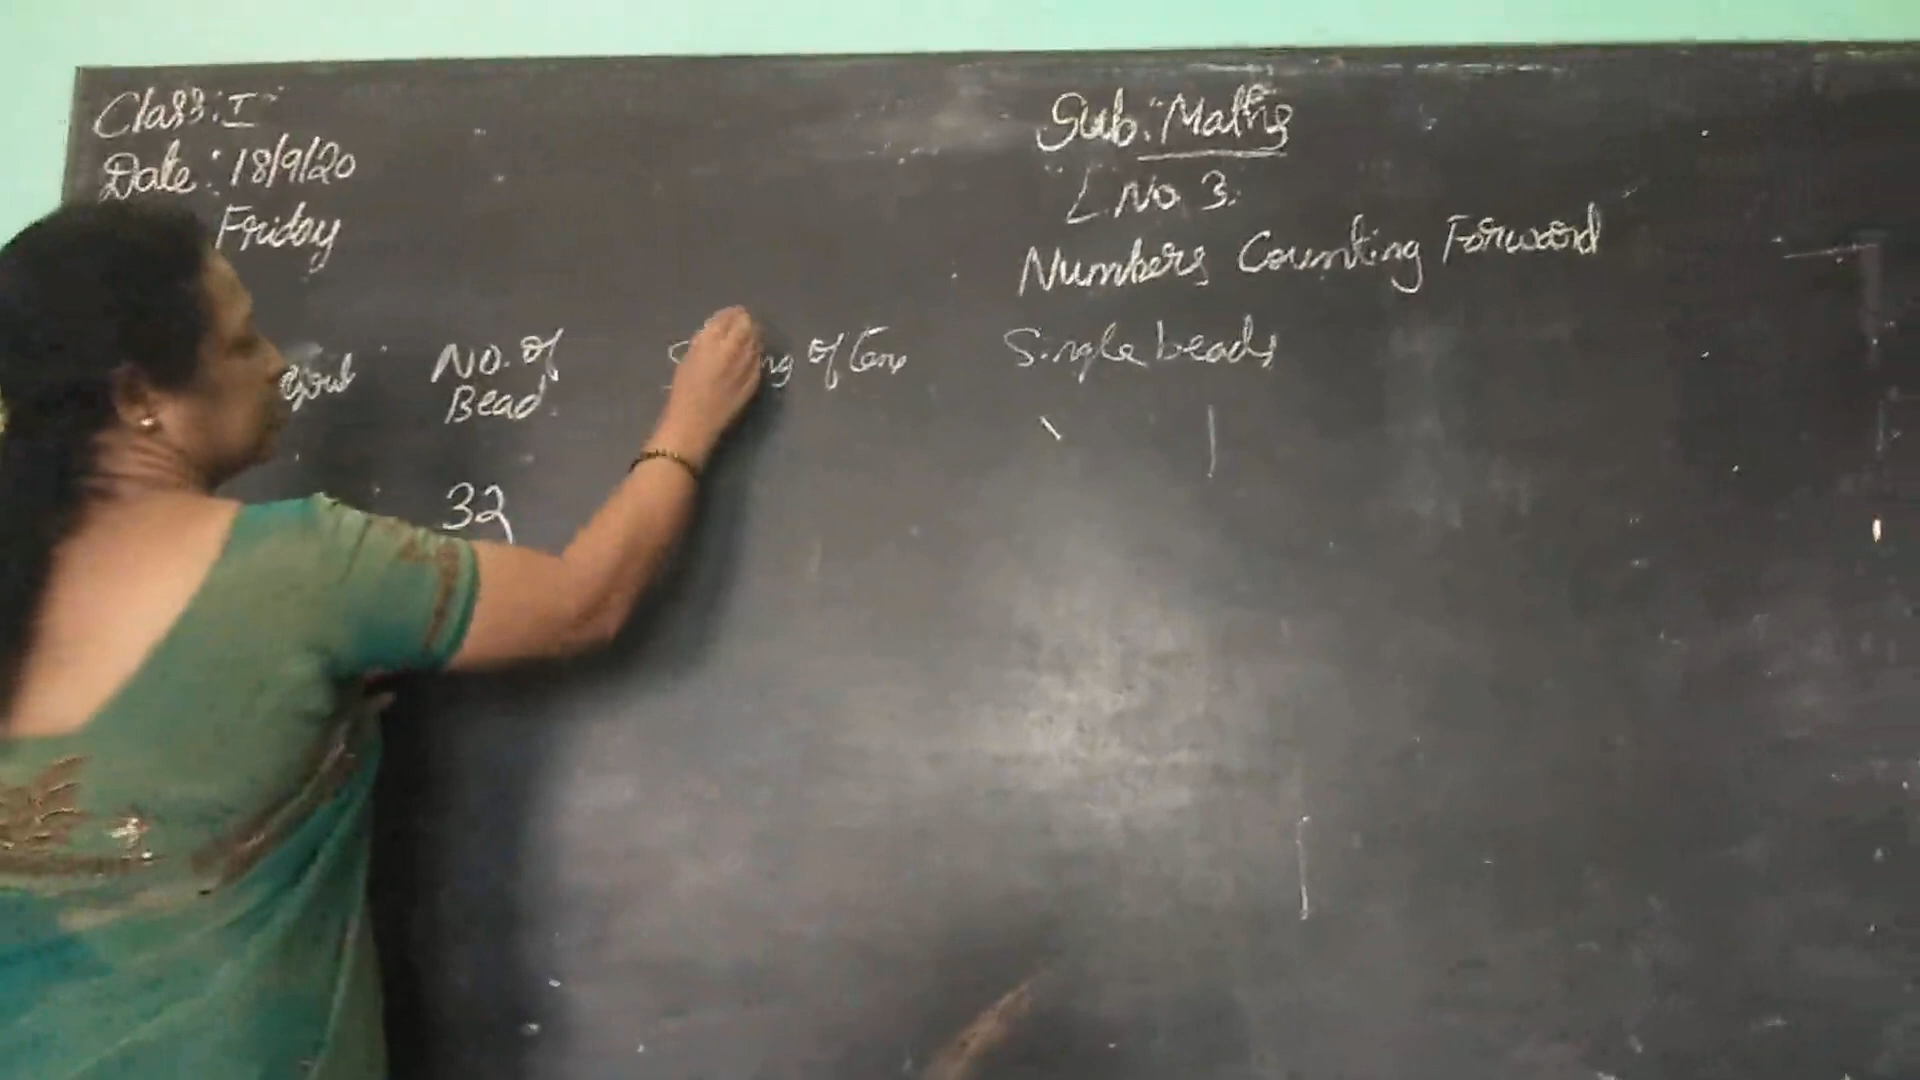 Class: I
Date: 18/9/20
Friday
Sub: Maths
L No. 3.
Numbers Counting Forward
No. of
Bead
of
Single beads
32